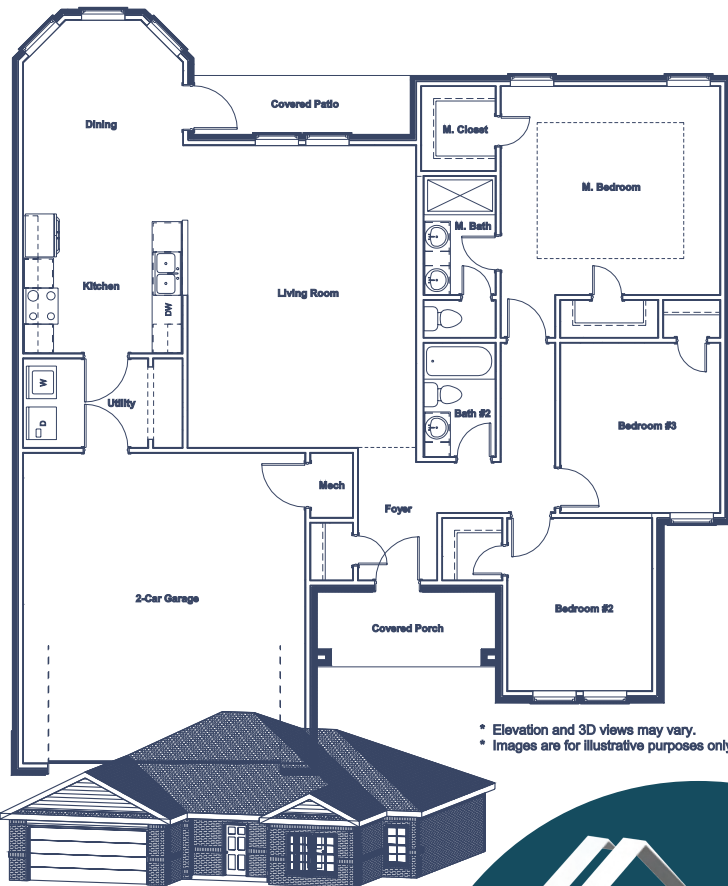 Dining
Covered Patio
M. Closet
M. Bedroom
M. Bath
Kitchen
Living Room
DW
W
Utility
D
Bath #2
Bedroom #3
Mech
Foyer
2-Car Garage
Covered Porch
Bedroom #2
* Elevation and 3D views may vary.
* Images are for illustrative purposes only